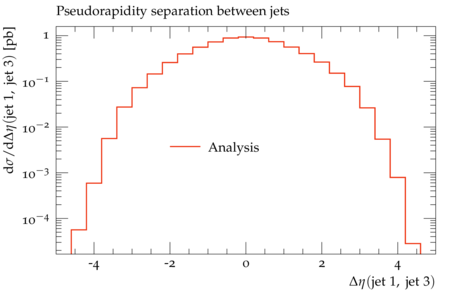 Pseudorapidity separation between jets
dσ/dΔη(jet 1, jet 3) [pb]
1
10⁻¹
10⁻²
10⁻³
10⁻⁴
Analysis
-4 -2 0 2 4
Δη(jet 1, jet 3)